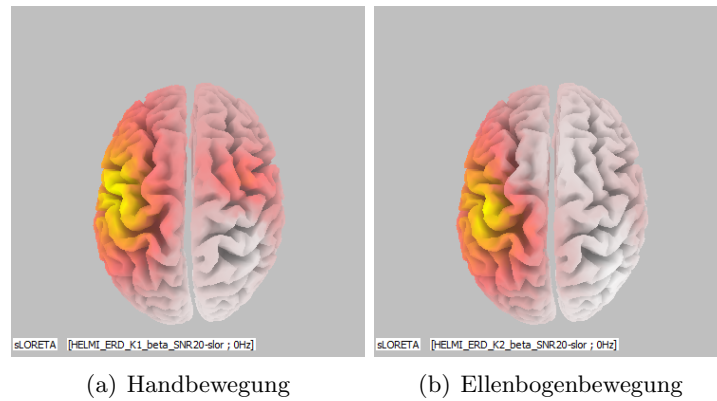 sLORETA [HELMI_ERD_K1_beta_SNR20-slor ; 0Hz]
sLORETA [HELMI_ERD_K2_beta_SNR20-slor ; 0Hz]
(a) Handbewegung
(b) Ellenbogenbewegung